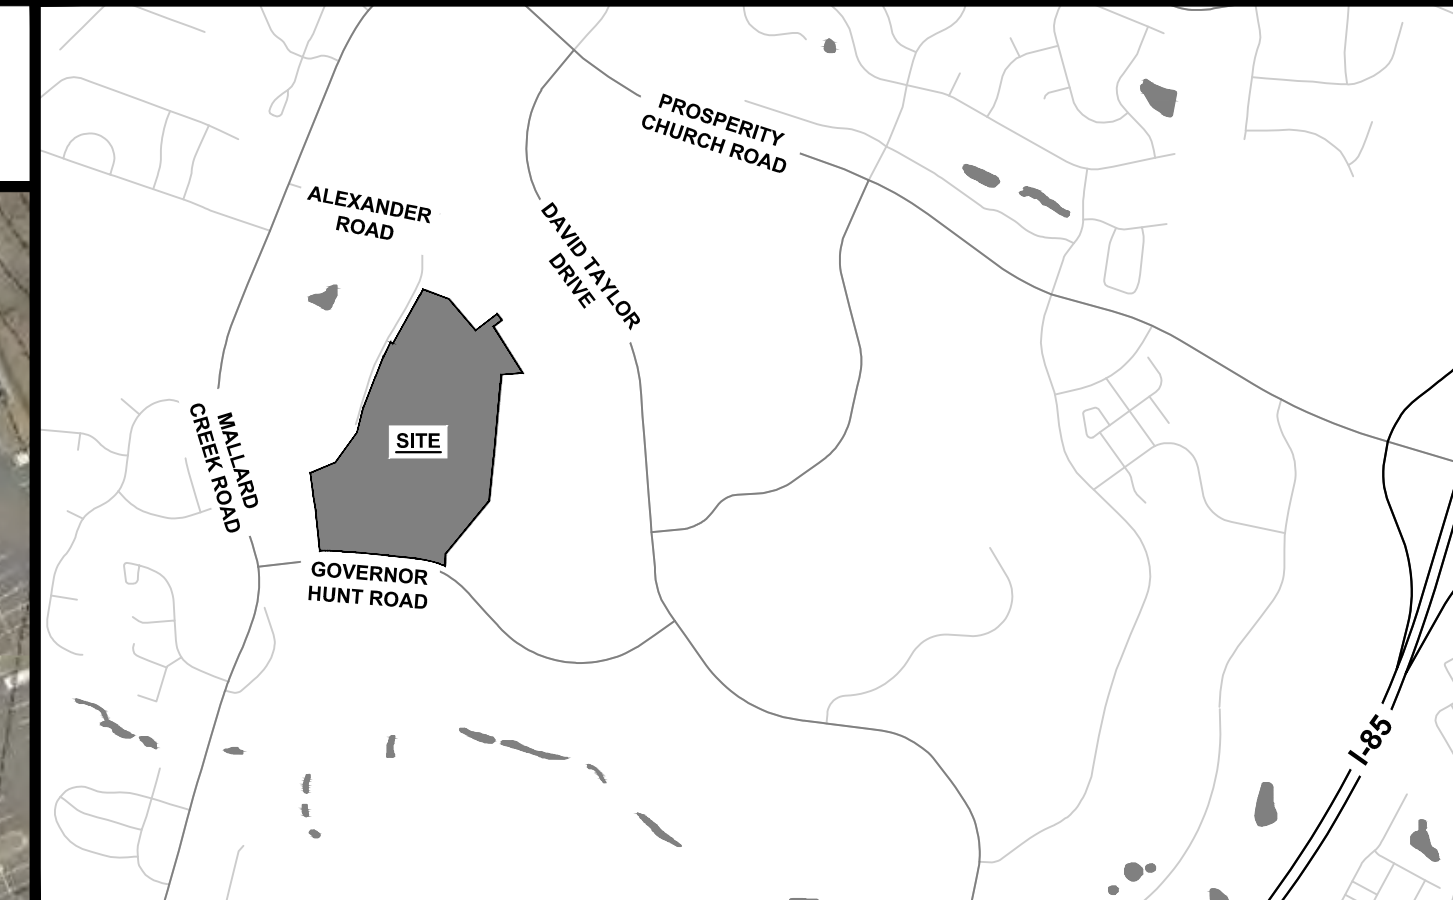 PROSPERITY
CHURCH ROAD
ALEXANDER
ROAD
DAVID TAYLOR
DRIVE
MALLARD
CREEK ROAD
SITE
GOVERNOR
HUNT ROAD
I-85